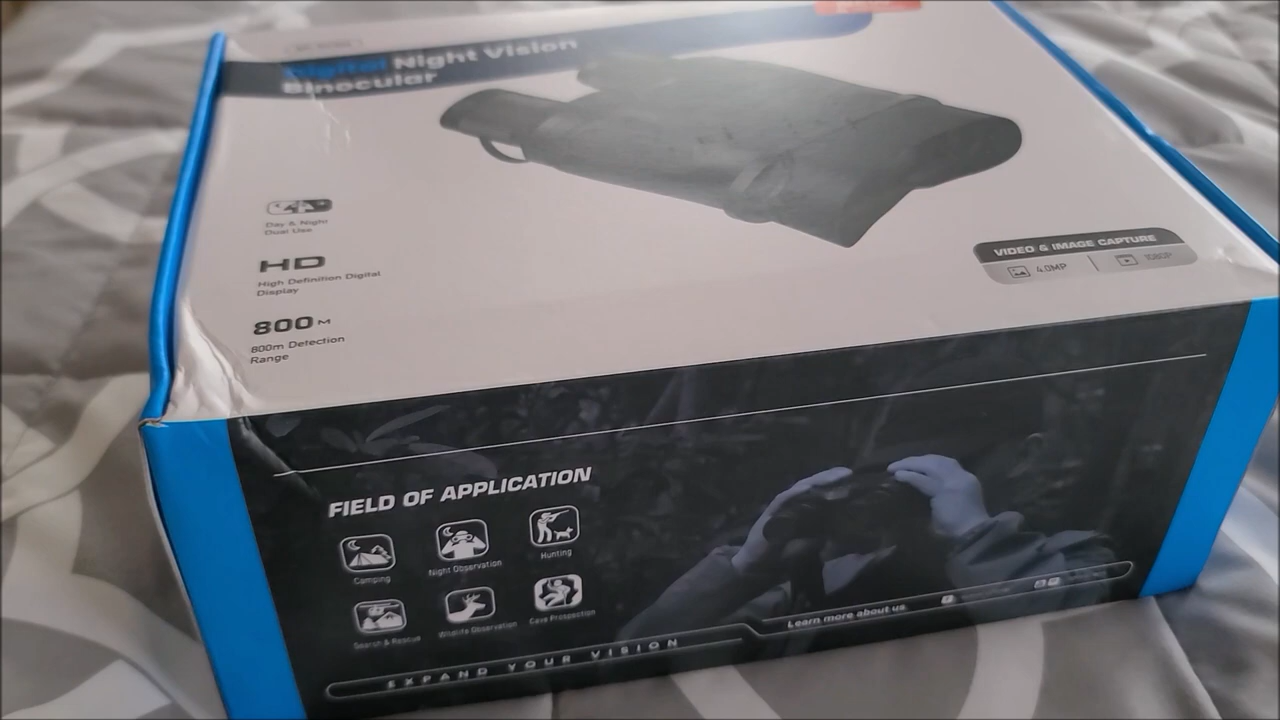 Digital Night Vision
Binocular
Day & Night
Dual Use
HD
High Definition Digital
Display
800M
800m Detection
Range
VIDEO & IMAGE CAPTURE
4.0MP
1080P
FIELD OF APPLICATION
Camping
Night Observation
Hunting
Search & Rescue
Wildlife Observation
Cave Prospection
EXPAND YOUR VISION
Learn more about us